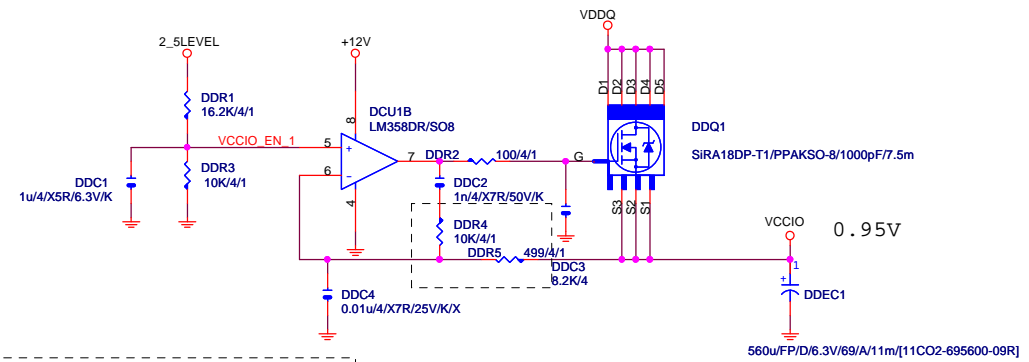 VDDQ
2_5LEVEL
+12V
D1
D2
D3
D4
D5
DDR1
16.2K/4/1
DCU1B
LM358DR/SO8
8
DDQ1
VCCIO_EN_1
5
+
7
DDR2
100/4/1
G
SiRA18DP-T1/PPAKSO-8/1000pF/7.5m
DDR3
10K/4/1
6
-
DDC1
1u/4/X5R/6.3V/K
4
DDC2
1n/4/X7R/50V/K
S3
S2
S1
DDR4
10K/4/1
VCCIO
0.95V
DDR5
499/4/1
DDC3
8.2K/4
1
+
DDEC1
DDC4
0.01u/4/X7R/25V/K/X
560u/FP/D/6.3V/69/A/11m/[11CO2-695600-09R]